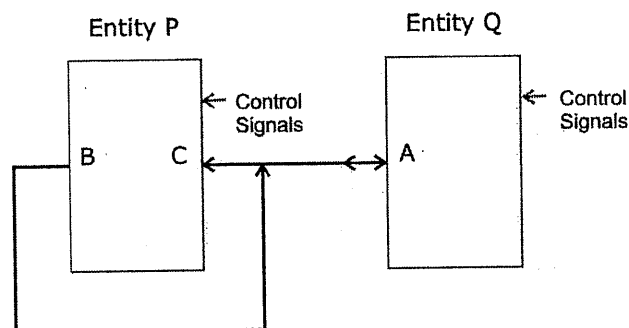 Entity P
Entity Q
Control
Signals
Control
Signals
B
C
A